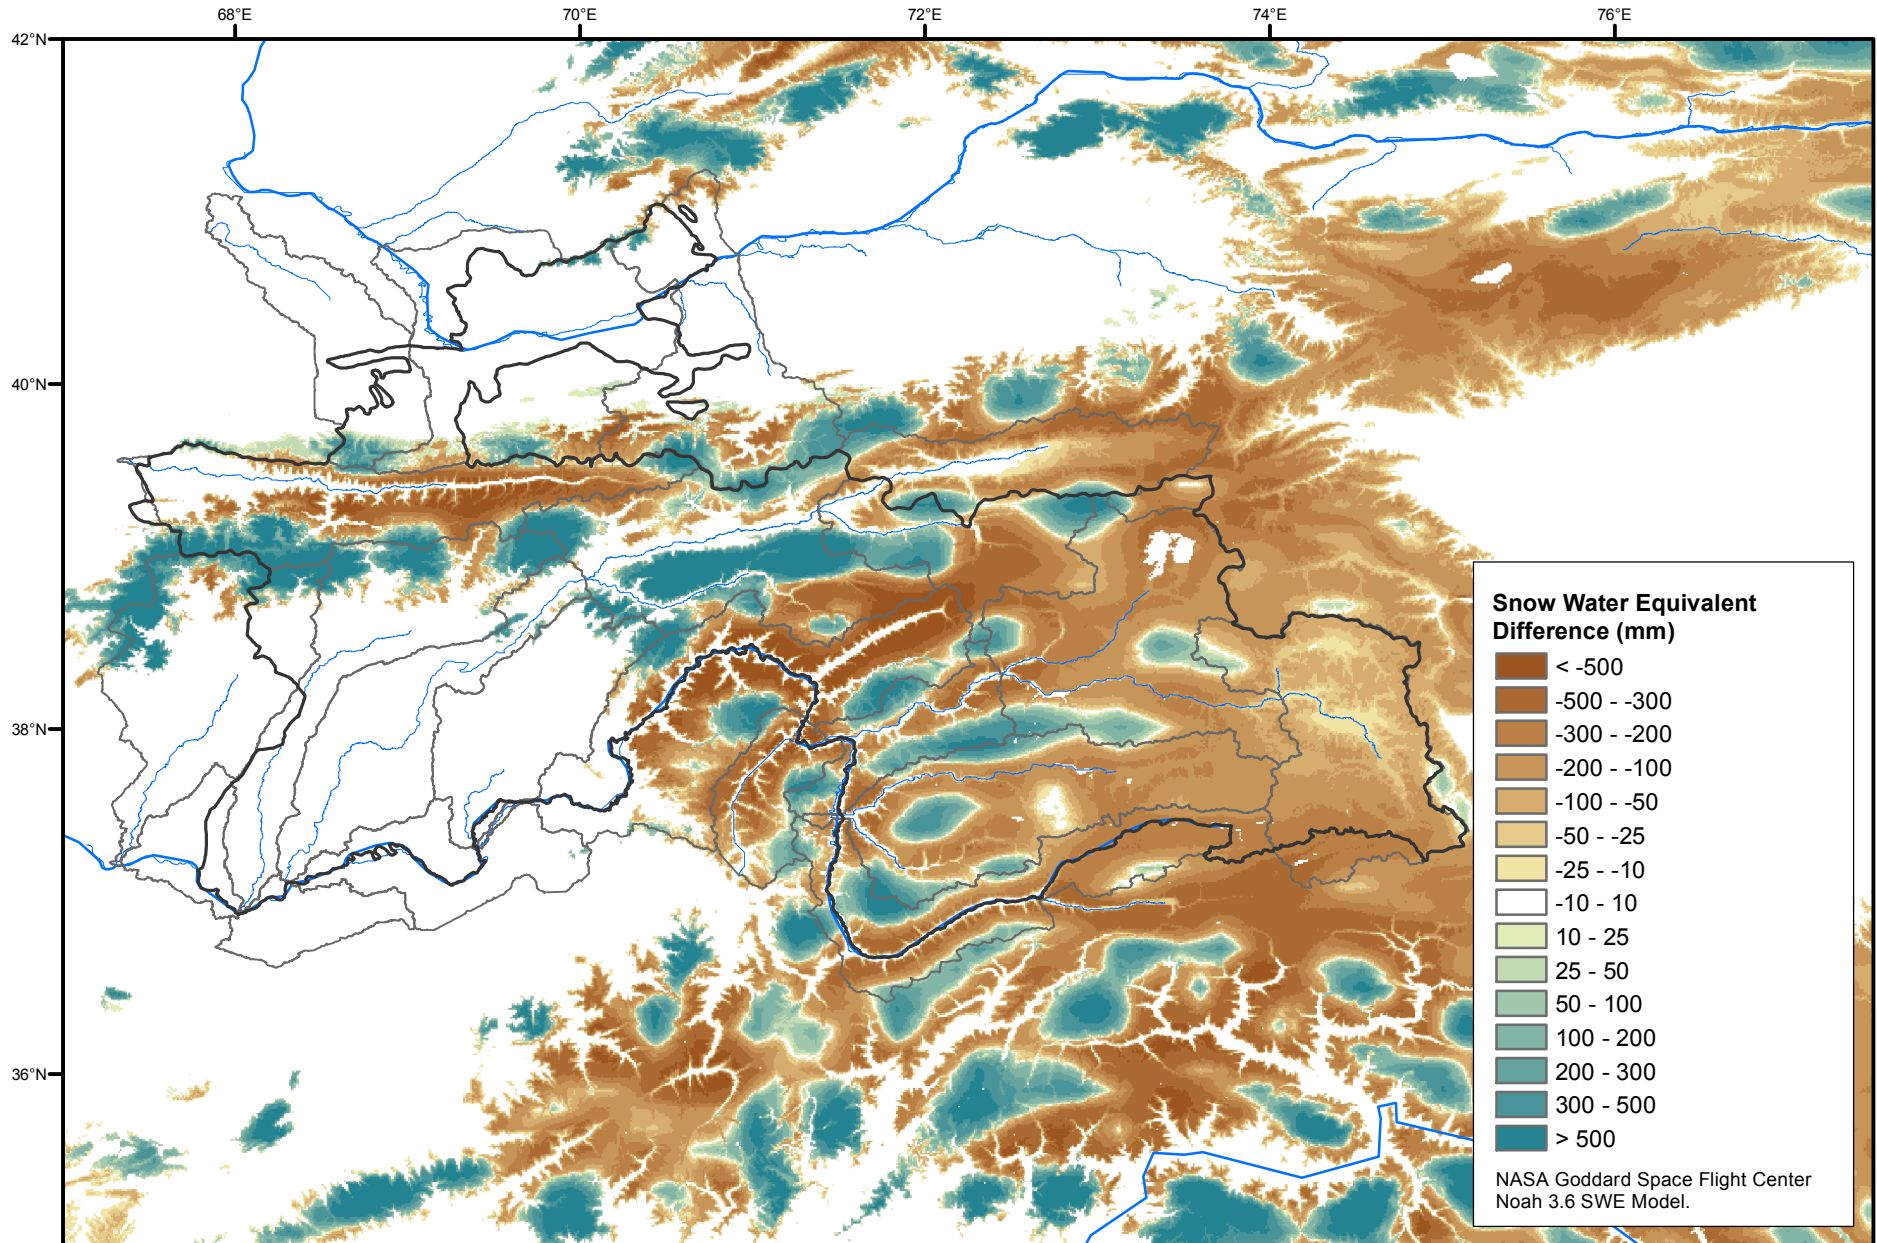 68°E
70°E
72°E
74°E
76°E
42°N
40°N
38°N
36°N
Snow Water Equivalent
Difference (mm)
< -500
-500 - -300
-300 - -200
-200 - -100
-100 - -50
-50 - -25
-25 - -10
-10 - 10
10 - 25
25 - 50
50 - 100
100 - 200
200 - 300
300 - 500
> 500
NASA Goddard Space Flight Center
Noah 3.6 SWE Model.